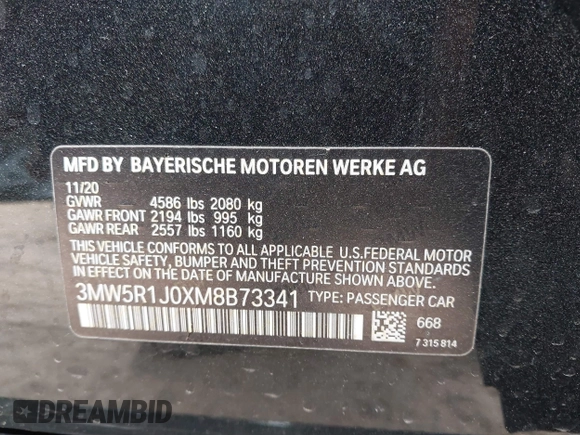 MFD BY BAYERISCHE MOTOREN WERKE AG
11/20
GVWR 4586 lbs 2080 kg
GAWR FRONT 2194 lbs 995 kg
GAWR REAR 2557 lbs 1160 kg
THIS VEHICLE CONFORMS TO ALL APPLICABLE U.S.FEDERAL MOTOR
VEHICLE SAFETY, BUMPER AND THEFT PREVENTION STANDARDS
IN EFFECT ON THE DATE OF MANUFACTURE SHOWN ABOVE.
3MW5R1J0XM8B73341 TYPE: PASSENGER CAR
668
7 315 814
DREAMBID